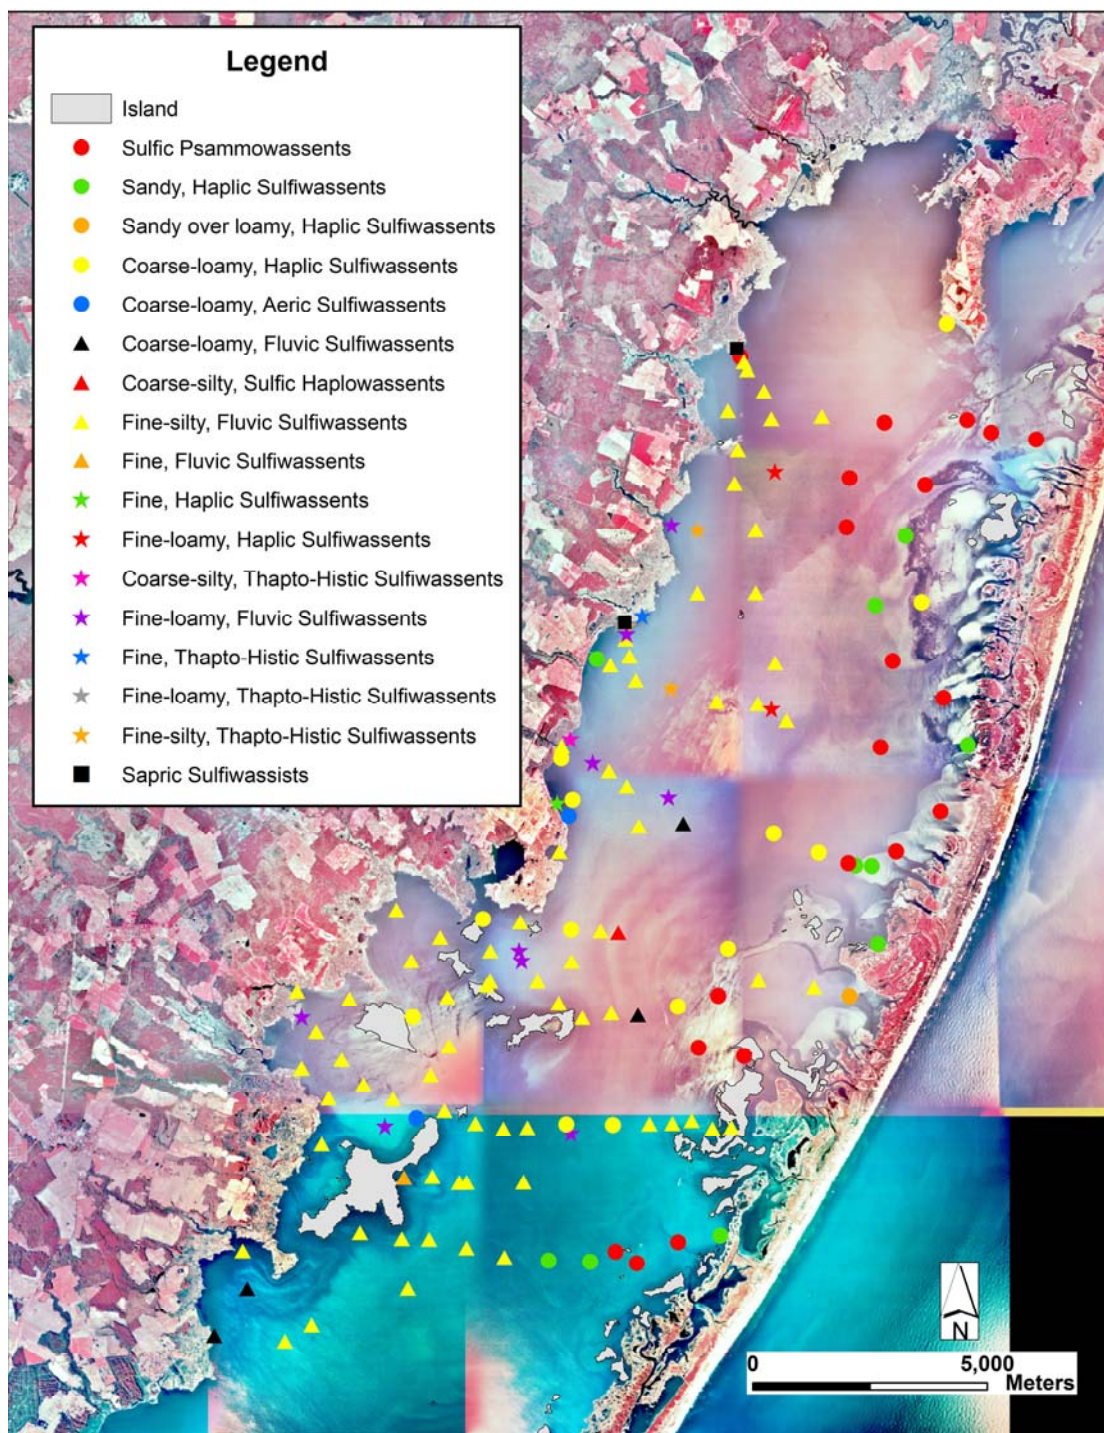 Legend
Island
Sulfic Psammowassents
Sandy, Haplic Sulfiwassents
Sandy over loamy, Haplic Sulfiwassents
Coarse-loamy, Haplic Sulfiwassents
Coarse-loamy, Aeric Sulfiwassents
Coarse-loamy, Fluvic Sulfiwassents
Coarse-silty, Sulfic Haplowassents
Fine-silty, Fluvic Sulfiwassents
Fine, Fluvic Sulfiwassents
Fine, Haplic Sulfiwassents
Fine-loamy, Haplic Sulfiwassents
Coarse-silty, Thapto-Histic Sulfiwassents
Fine-loamy, Fluvic Sulfiwassents
Fine, Thapto-Histic Sulfiwassents
Fine-loamy, Thapto-Histic Sulfiwassents
Fine-silty, Thapto-Histic Sulfiwassents
Sapric Sulfiwassists
N
0 5,000
Meters